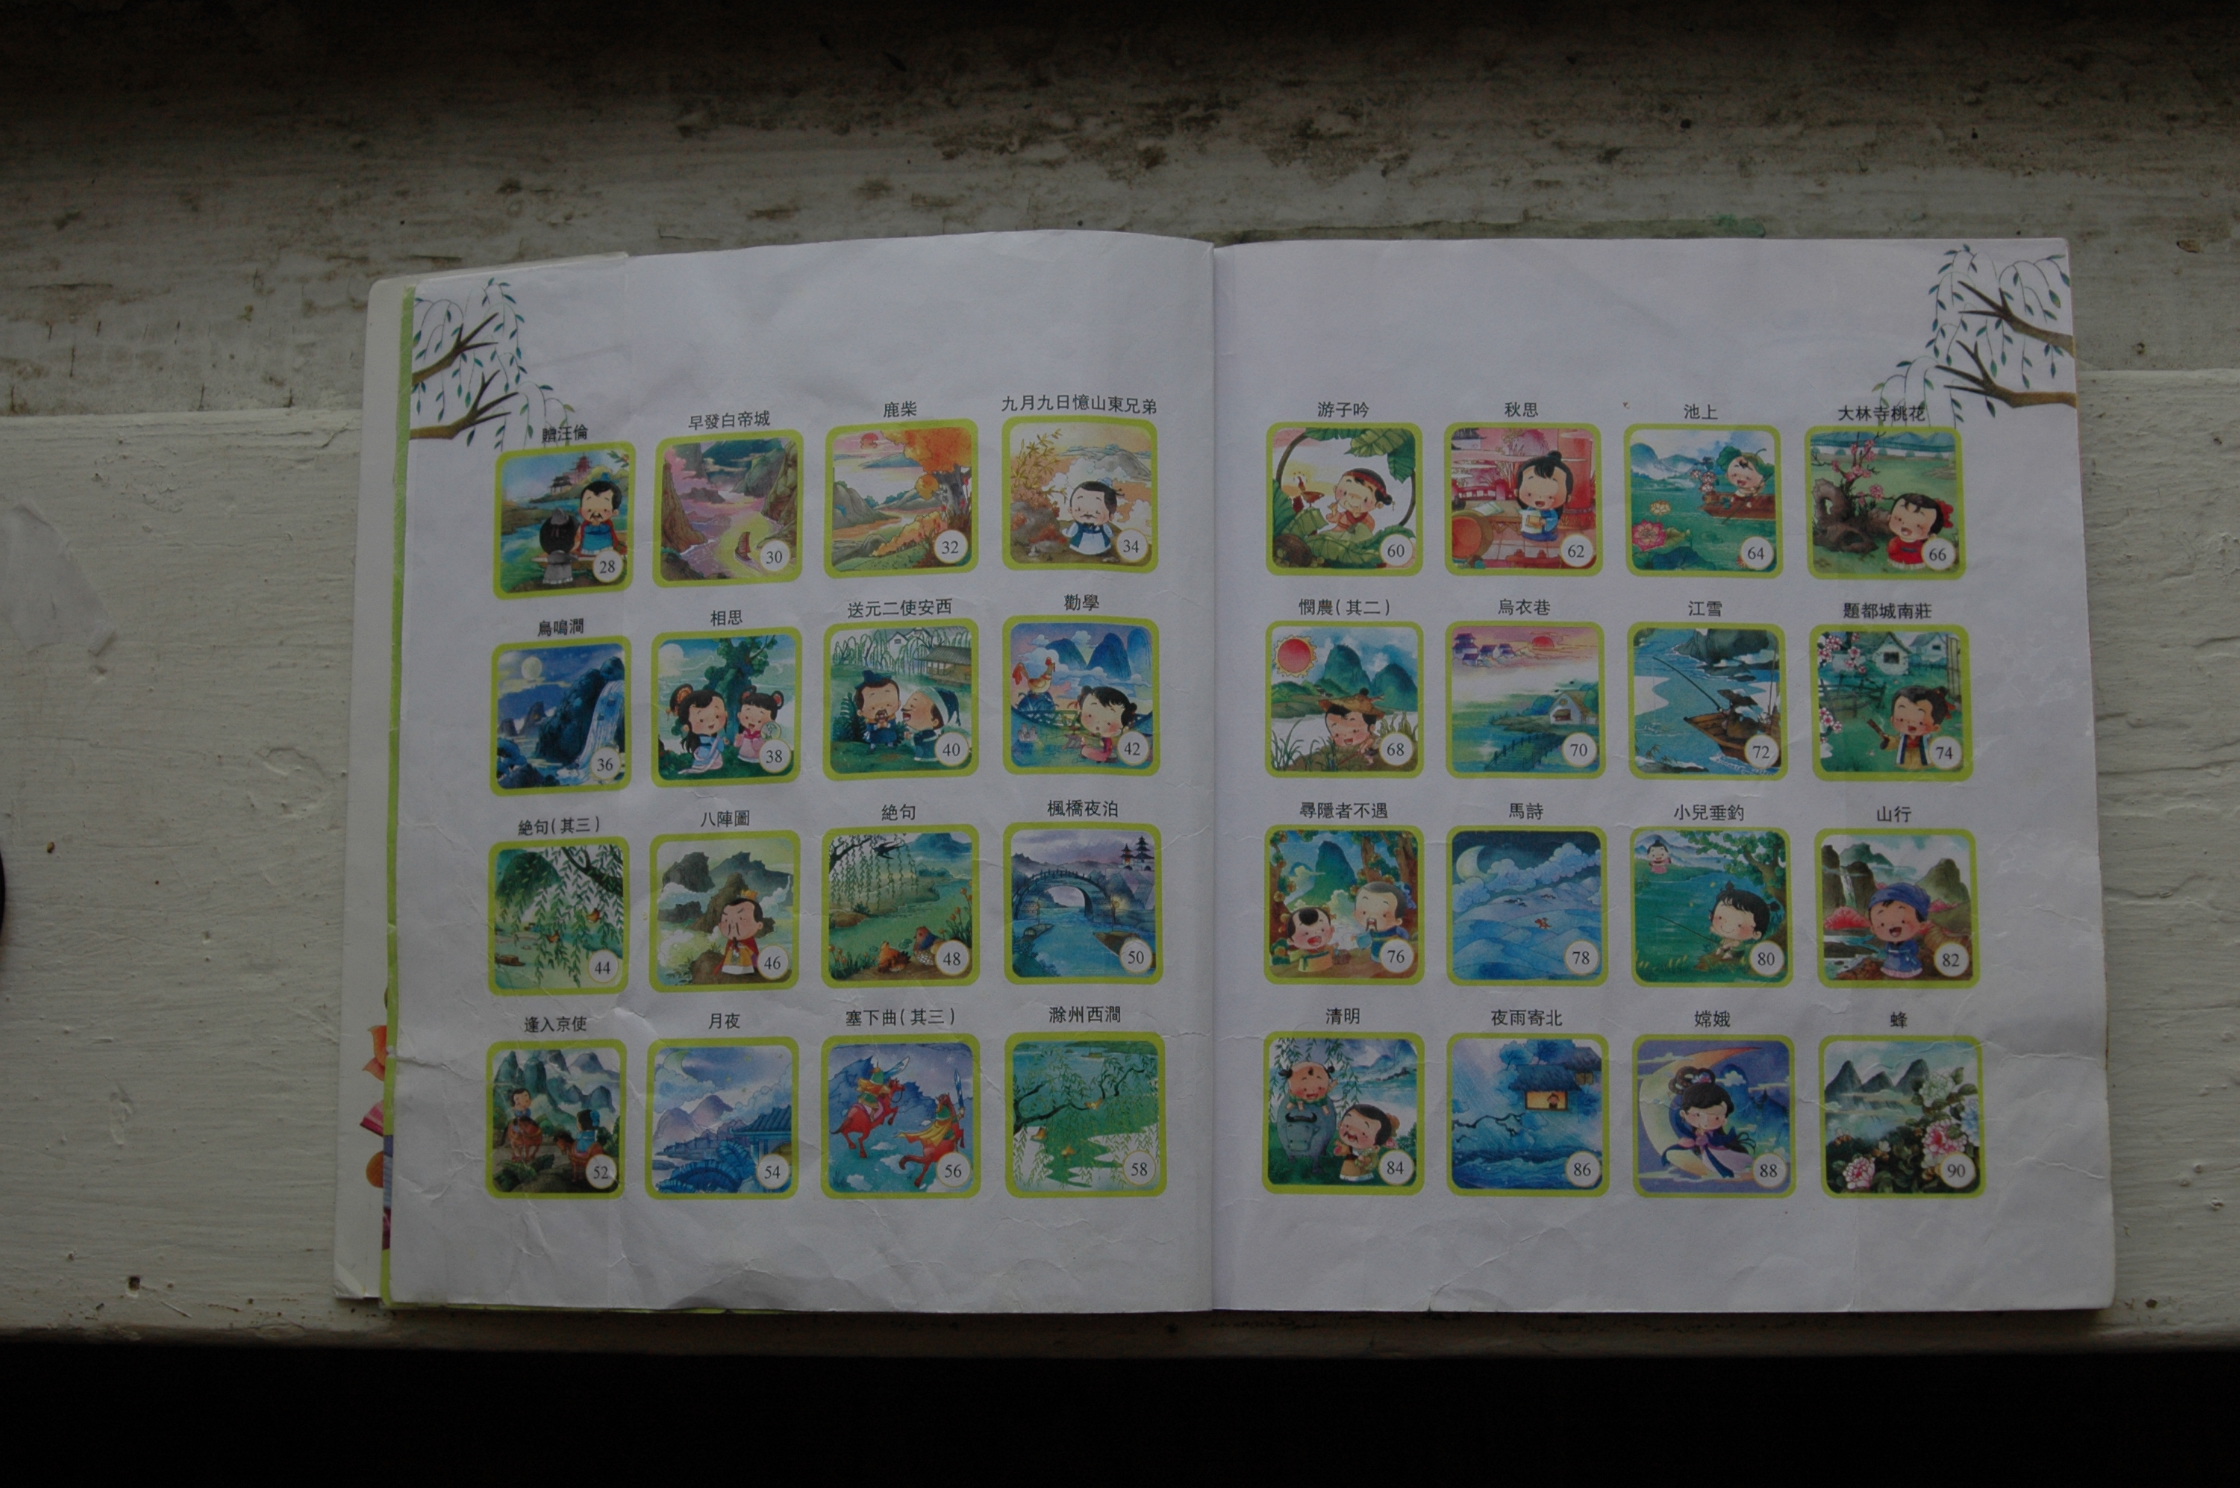 贈汪倫
早發白帝城
鹿柴
九月九日憶山東兄弟
28
30
32
34
鳥鳴澗
相思
送元二使安西
勸學
36
38
40
42
絕句(其三)
八陣圖
絕句
楓橋夜泊
44
46
48
50
逢入京使
月夜
塞下曲(其三)
滁州西澗
52
54
56
58
游子吟
秋思
池上
大林寺桃花
60
62
64
66
憫農(其二)
烏衣巷
江雪
題都城南莊
68
70
72
74
尋隱者不遇
馬詩
小兒垂釣
山行
76
78
80
82
清明
夜雨寄北
嫦娥
蜂
84
86
88
90